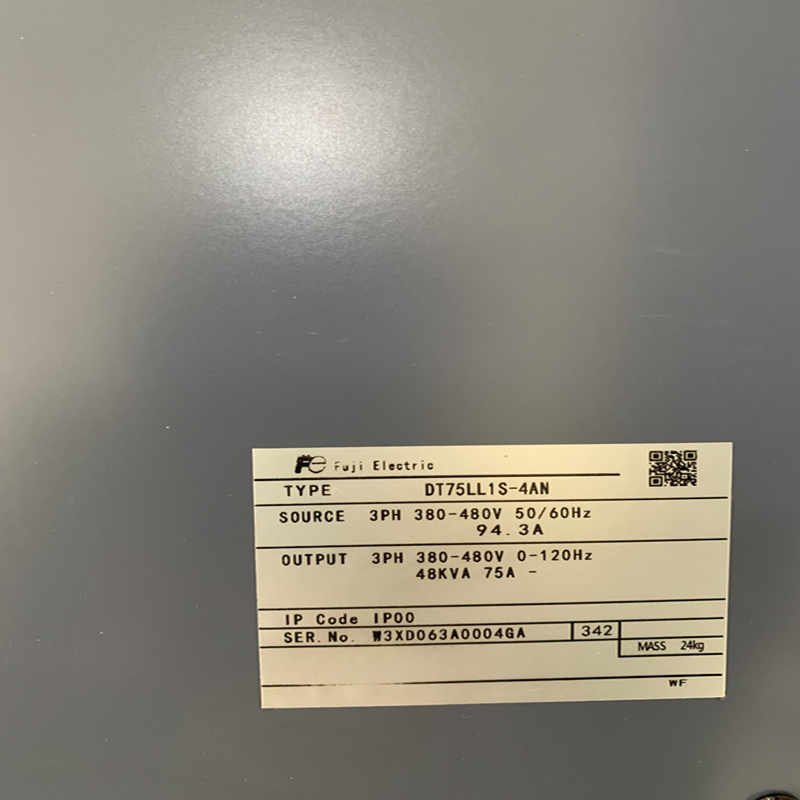 Fe Fuji Electric
TYPE DT75LL1S-4AN
SOURCE 3PH 380-480V 50/60Hz
94.3A
OUTPUT 3PH 380-480V 0-120Hz
48KVA 75A -
IP Code IP00
SER.No. W3XD063A0004GA 342
MASS 24kg
WF